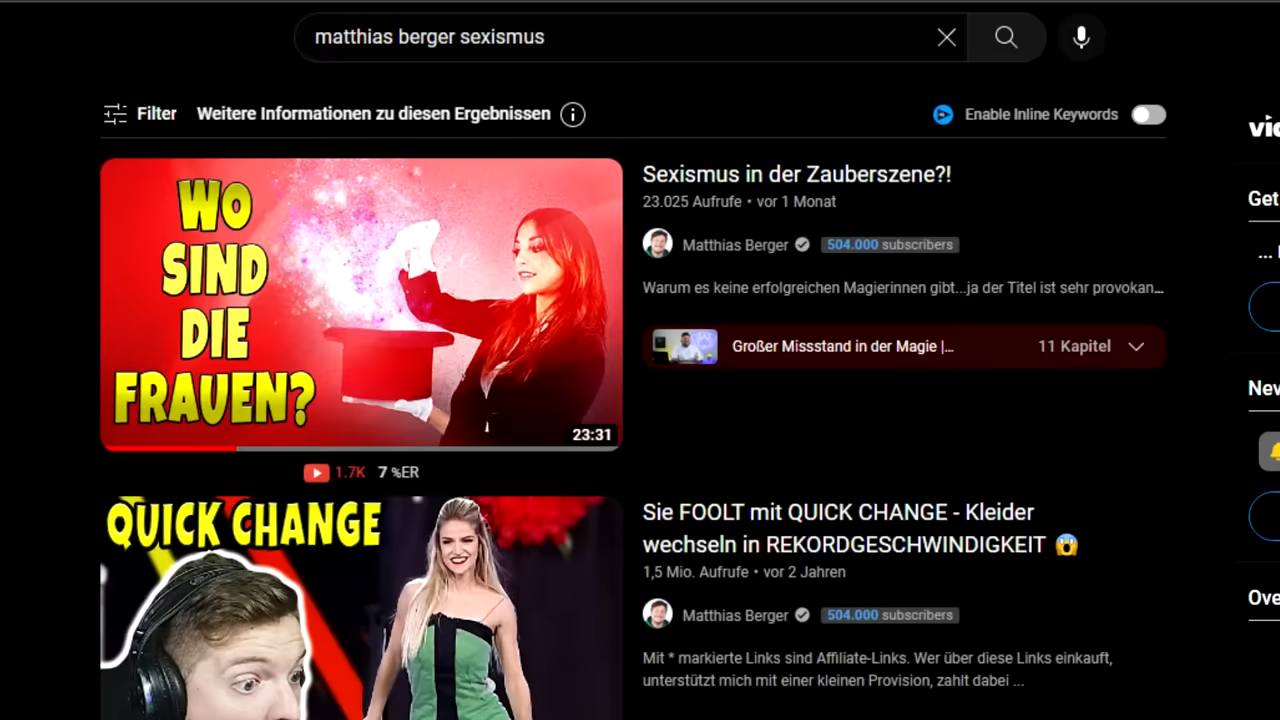 matthias berger sexismus
Filter
Weitere Informationen zu diesen Ergebnissen
Enable Inline Keywords
WO
SIND
DIE
FRAUEN?
23:31
1.7K 7 %ER
Sexismus in der Zauberszene?!
23.025 Aufrufe • vor 1 Monat
Matthias Berger 504.000 subscribers
Warum es keine erfolgreichen Magierinnen gibt...ja der Titel ist sehr provokan...
Großer Missstand in der Magie |... 11 Kapitel
QUICK CHANGE
Sie FOOLT mit QUICK CHANGE - Kleider
wechseln in REKORDGESCHWINDIGKEIT 😱
1,5 Mio. Aufrufe • vor 2 Jahren
Matthias Berger 504.000 subscribers
Mit * markierte Links sind Affiliate-Links. Wer über diese Links einkauft,
unterstützt mich mit einer kleinen Provision, zahlt dabei ...
Get
...